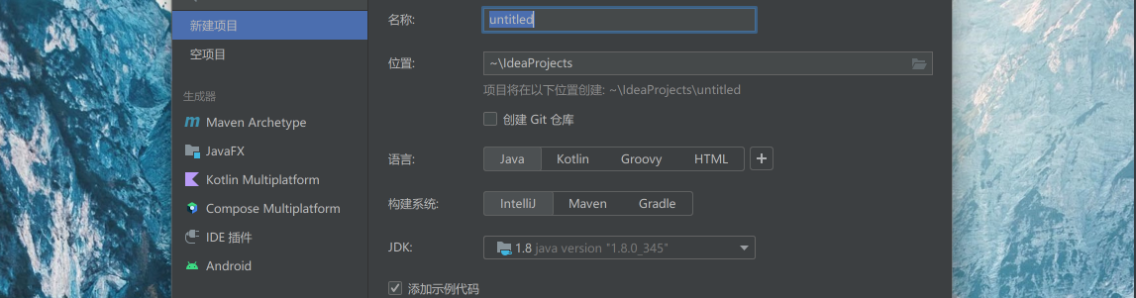 新建项目
空项目
生成器
Maven Archetype
JavaFX
Kotlin Multiplatform
Compose Multiplatform
IDE 插件
Android
名称: untitled
位置: ~\IdeaProjects
项目将在以下位置创建: ~\IdeaProjects\untitled
创建 Git 仓库
语言: Java Kotlin Groovy HTML +
构建系统: IntelliJ Maven Gradle
JDK: 1.8 java version "1.8.0_345"
添加示例代码